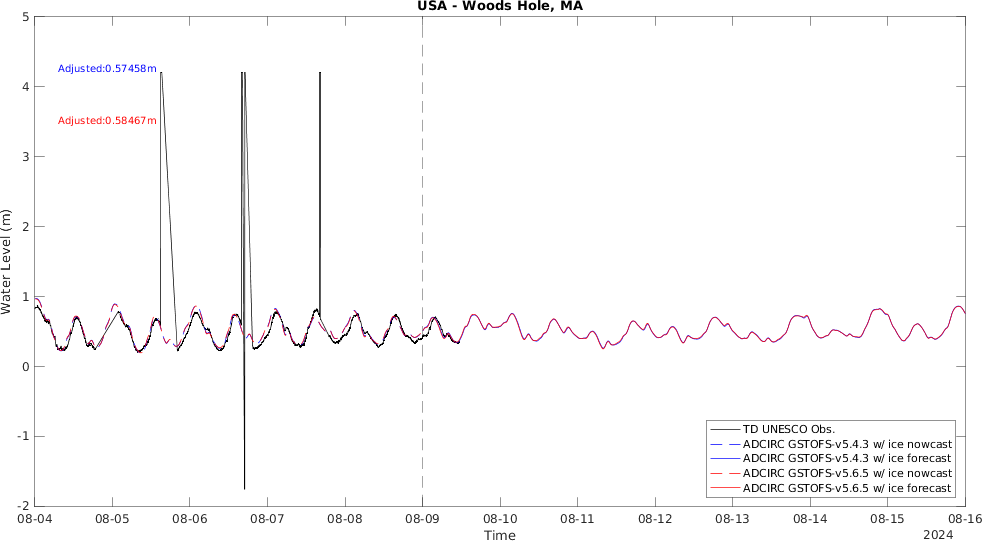 USA - Woods Hole, MA
Water Level (m)
5
4
3
2
1
0
-1
-2
Adjusted:0.57458m
Adjusted:0.58467m
TD UNESCO Obs.
ADCIRC GSTOFS-v5.4.3 w/ ice nowcast
ADCIRC GSTOFS-v5.4.3 w/ ice forecast
ADCIRC GSTOFS-v5.6.5 w/ ice nowcast
ADCIRC GSTOFS-v5.6.5 w/ ice forecast
08-04 08-05 08-06 08-07 08-08 08-09 08-10 08-11 08-12 08-13 08-14 08-15 08-16
Time
2024